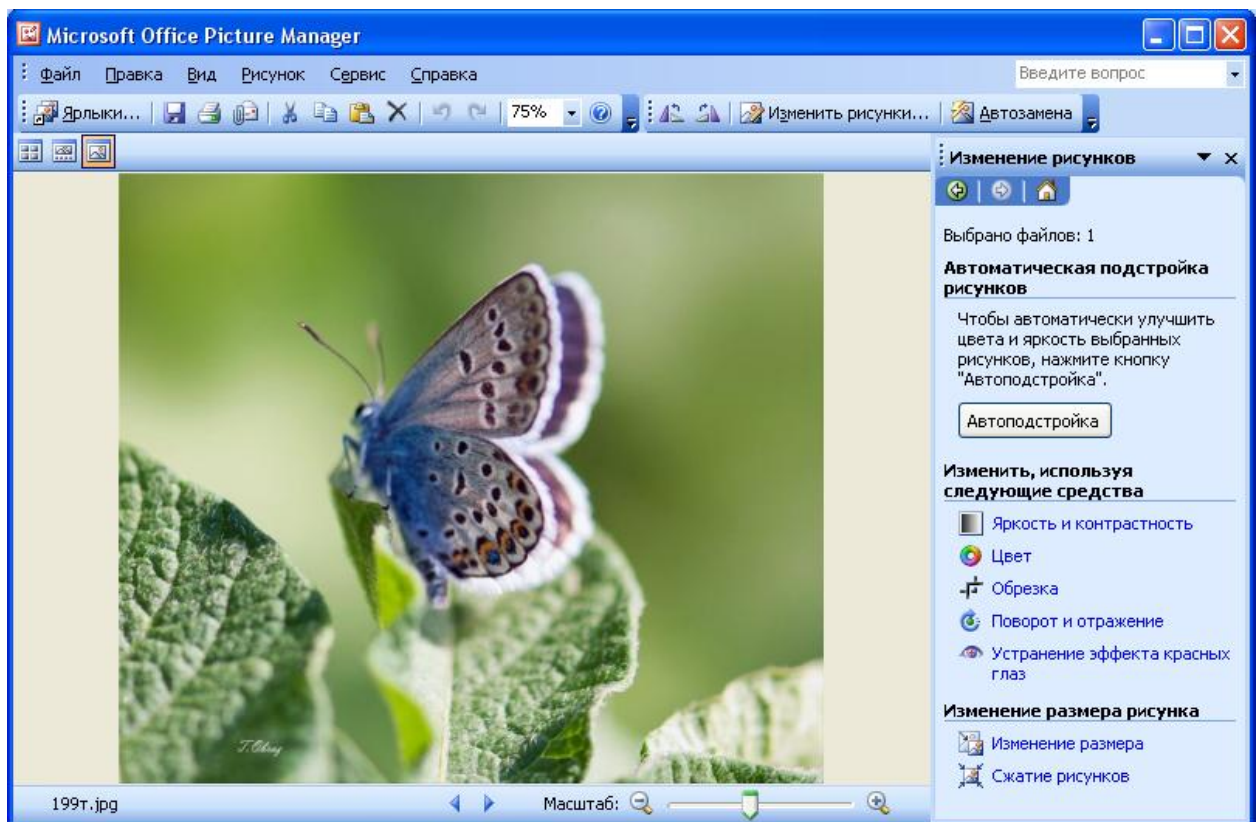 Microsoft Office Picture Manager
Файл Правка Вид Рисунок Сервис Справка Введите вопрос
Ярлыки... 75% Изменить рисунки... Автозамена
Изменение рисунков
Выбрано файлов: 1
Автоматическая подстройка
рисунков
Чтобы автоматически улучшить
цвета и яркость выбранных
рисунков, нажмите кнопку
"Автоподстройка".
Автоподстройка
Изменить, используя
следующие средства
Яркость и контрастность
Цвет
Обрезка
Поворот и отражение
Устранение эффекта красных
глаз
Изменение размера рисунка
Изменение размера
Сжатие рисунков
199т.jpg Масштаб: